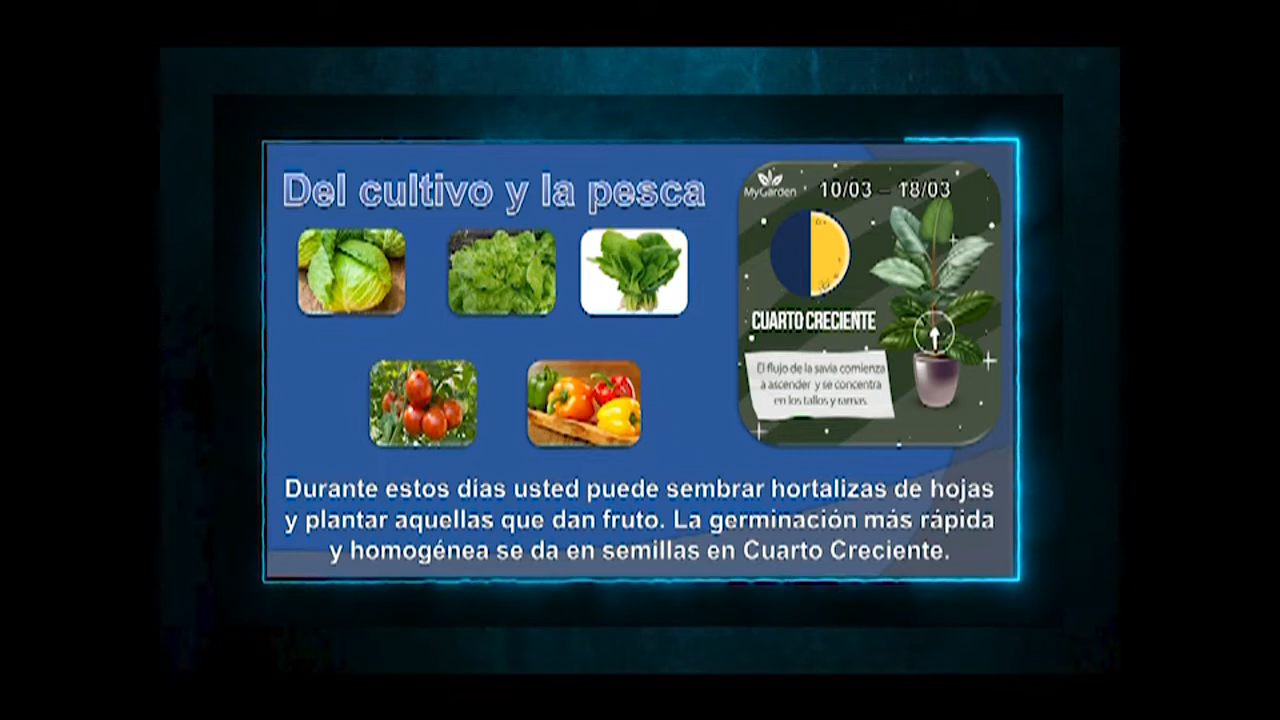 Del cultivo y la pesca
MyGarden
10/03 – 18/03
CUARTO CRECIENTE
El flujo de la savia comienza
a ascender y se concentra
en los tallos y ramas.
Durante estos días usted puede sembrar hortalizas de hojas
y plantar aquellas que dan fruto. La germinación más rápida
y homogénea se da en semillas en Cuarto Creciente.